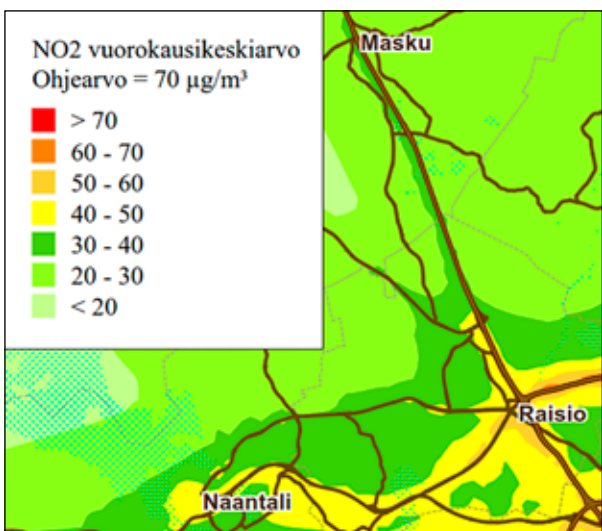 NO2 vuorokausikeskiarvo
Ohjearvo = 70 µg/m³
> 70
60 - 70
50 - 60
40 - 50
30 - 40
20 - 30
< 20
Masku
Raisio
Naantali